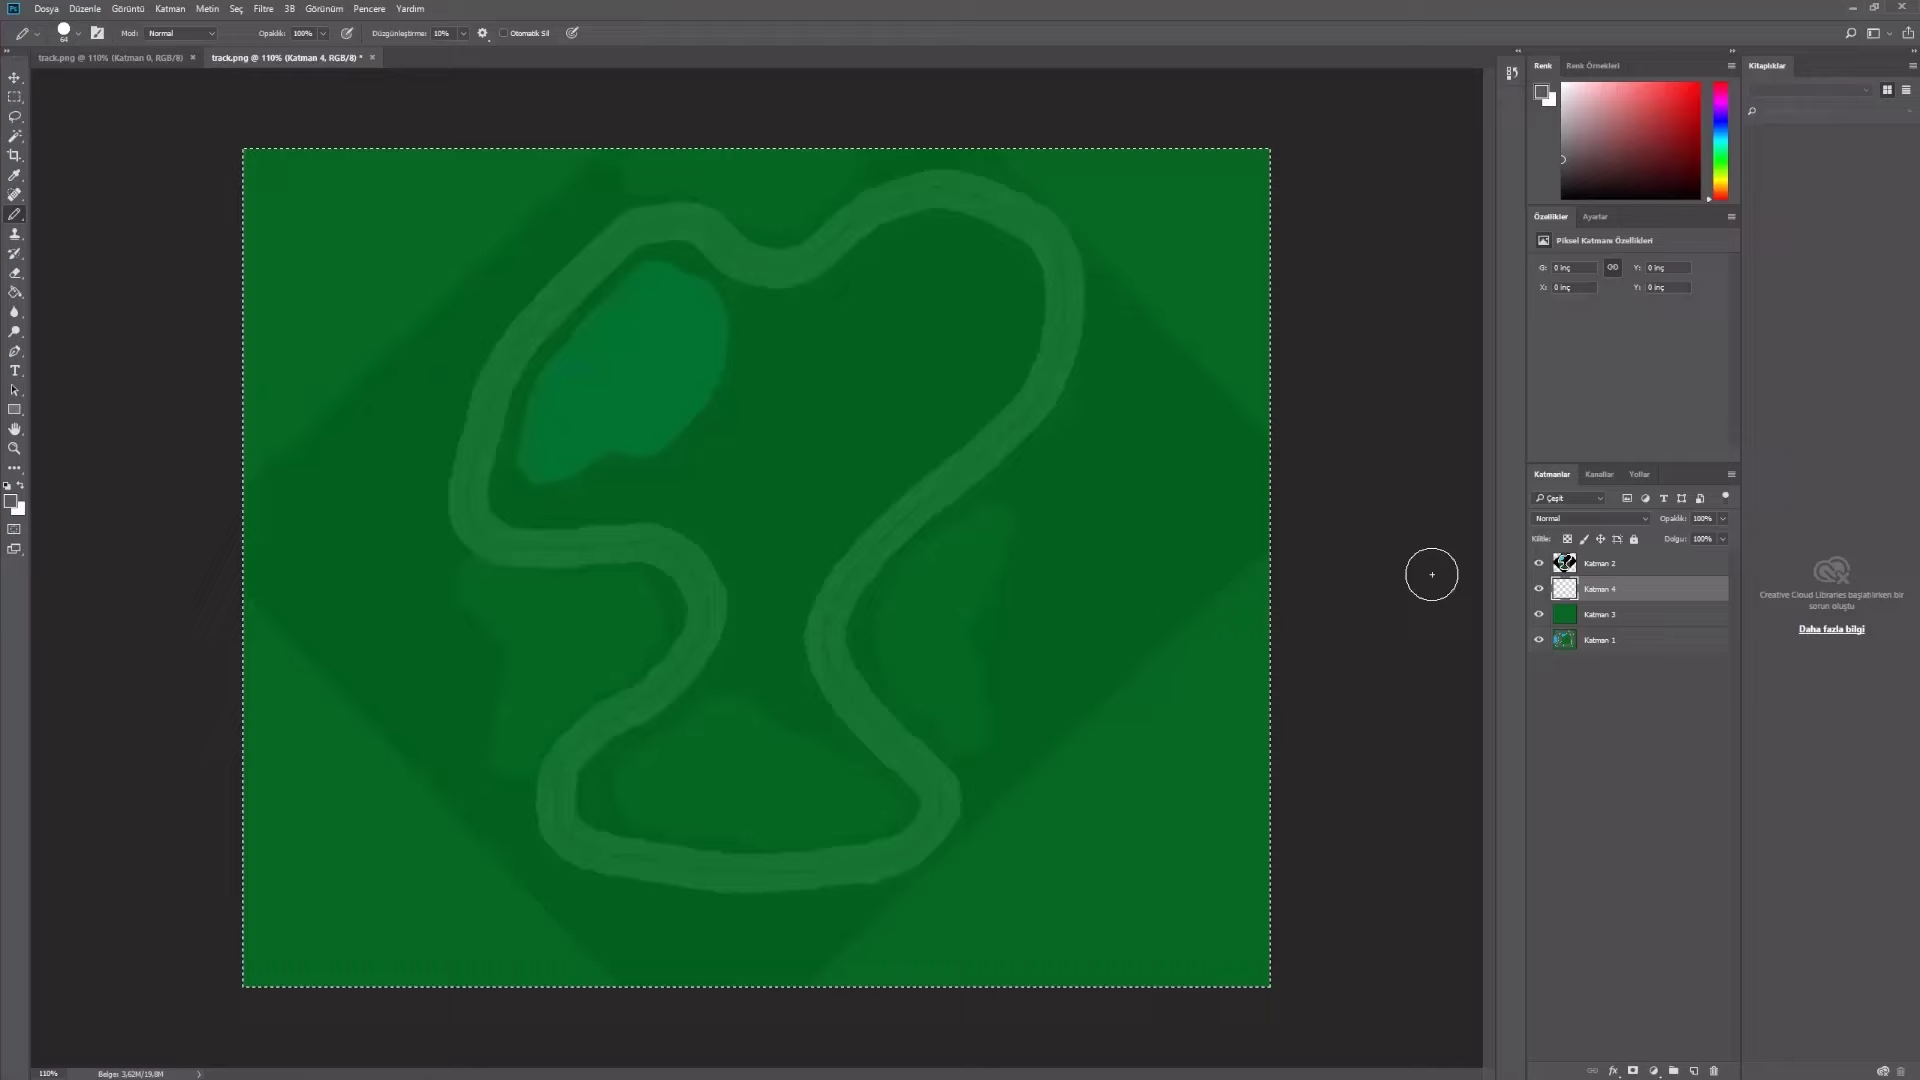 Ps Dosya Düzenle Görüntü Katman Metin Seç Filtre 3B Görünüm Pencere Yardım
64 Mod: Normal Opaklık: 100% Düzgünleştirme: 10% Otomatik Sil
track.png @ 110% (Katman 0, RGB/8) × track.png @ 110% (Katman 4, RGB/8) * ×
Renk Renk Örnekleri
Kitaplıklar
Özellikler Ayarlar
Piksel Katmanı Özellikleri
G: 0 inç Y: 0 inç
X: 0 inç Y: 0 inç
Katmanlar Kanallar Yollar
Çeşit
Normal Opaklık: 100%
Kilitle: Dolgu: 100%
Katman 2
Katman 4
Katman 3
Katman 1
Creative Cloud Libraries başlatılırken bir
sorun oluştu
Daha fazla bilgi
110% Belge: 3,62M/19,8M